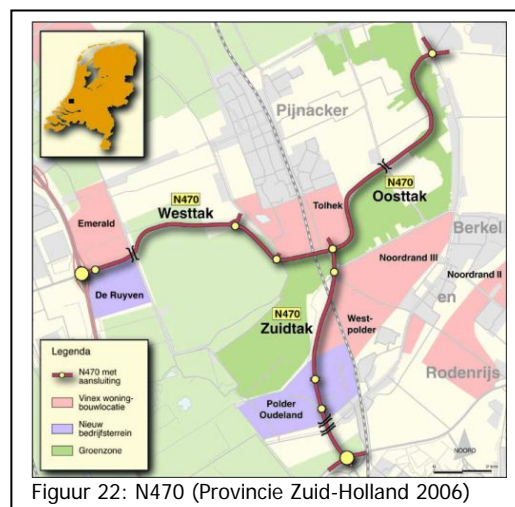 Pijnacker
N470
Oosttak
N470
Westtak
Tolhek
Emerald
Berkel
Noordrand III
Noordrand II
De Ruyven
en
N470
Zuidtak
West-
polder
Rodenrijs
Polder
Oudeland
Legenda
N470 met
aansluiting
Vinex woning-
bouwlocatie
Nieuw
bedrijfsterrein
Groenzone
NOORD
Figuur 22: N470 (Provincie Zuid-Holland 2006)